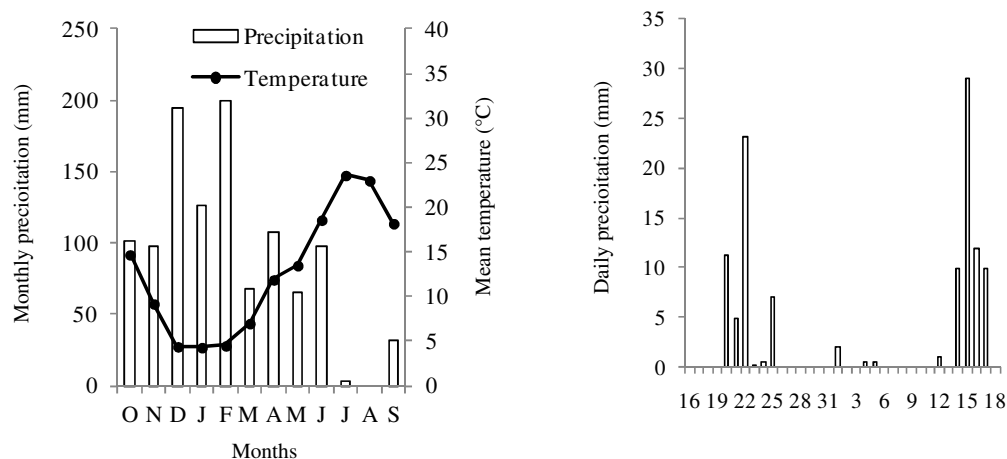 250
200
150
100
50
0
Monthly precioitation (mm)
Precipitation
Temperature
40
35
30
25
20
15
10
5
0
Mean temperature (°C)
O N D J F M A M J J A S
Months
35
30
25
20
15
10
5
0
Daily precioitation (mm)
16 19 22 25 28 31 3 6 9 12 15 18